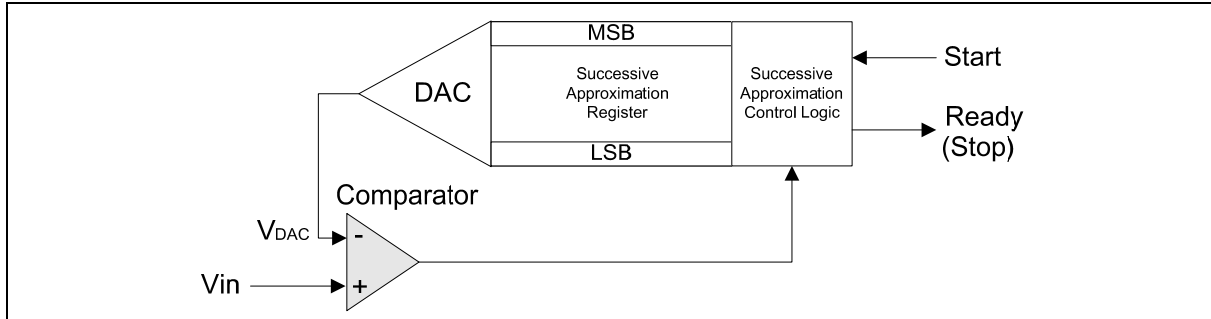 MSB
DAC
Successive
Approximation
Register
Successive
Approximation
Control Logic
Start
Ready
(Stop)
LSB
Comparator
VDAC
-
Vin
+